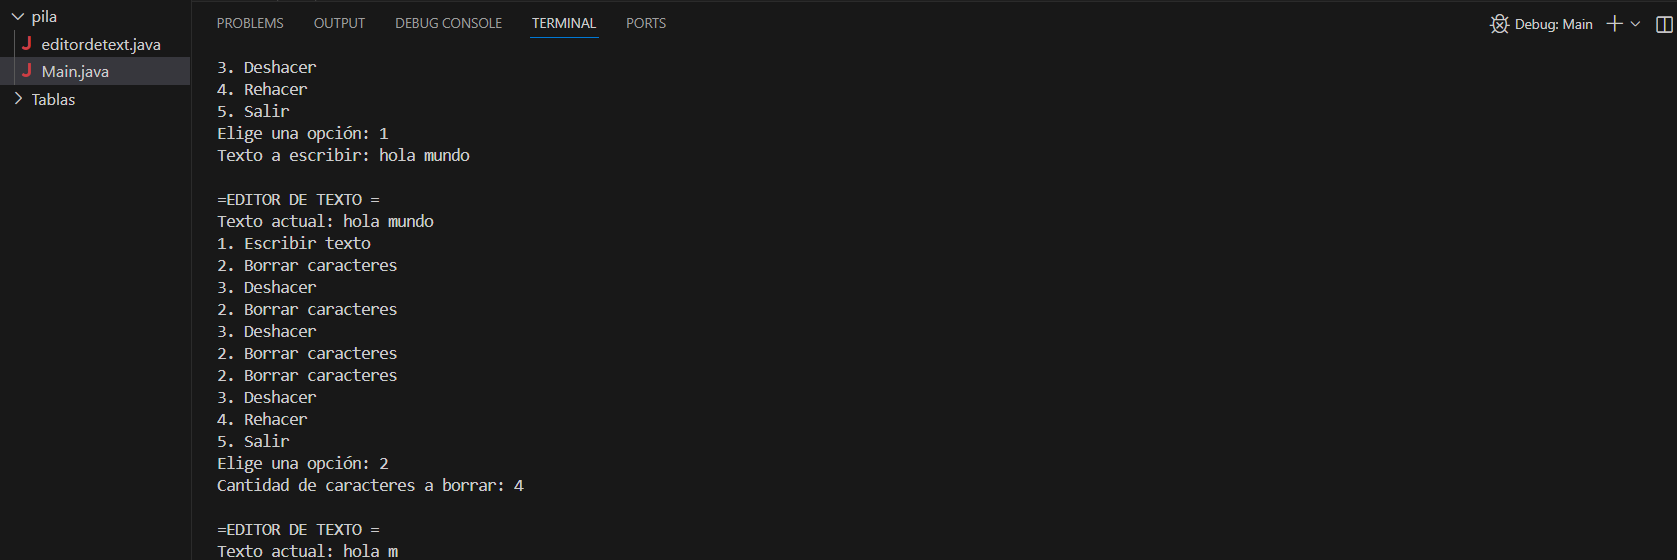 pila
editordetext.java
Main.java
Tablas
PROBLEMS OUTPUT DEBUG CONSOLE TERMINAL PORTS
Debug: Main
3. Deshacer
4. Rehacer
5. Salir
Elige una opción: 1
Texto a escribir: hola mundo
=EDITOR DE TEXTO =
Texto actual: hola mundo
1. Escribir texto
2. Borrar caracteres
3. Deshacer
2. Borrar caracteres
3. Deshacer
2. Borrar caracteres
2. Borrar caracteres
3. Deshacer
4. Rehacer
5. Salir
Elige una opción: 2
Cantidad de caracteres a borrar: 4
=EDITOR DE TEXTO =
Texto actual: hola m